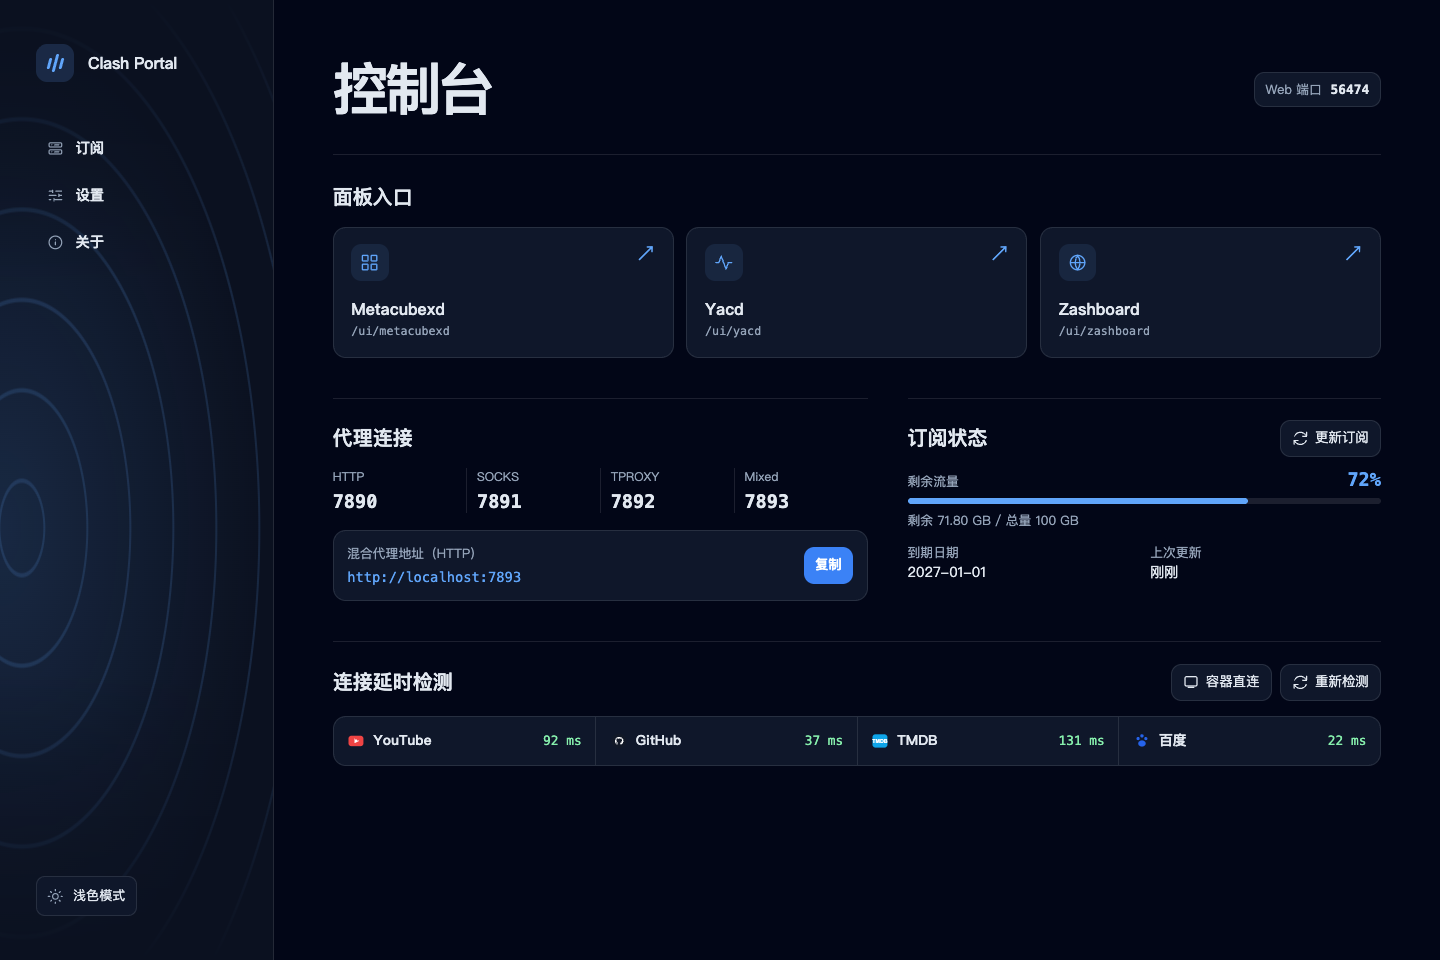 Clash Portal
订阅
设置
关于
浅色模式
控制台
Web 端口 56474
面板入口
Metacubexd
/ui/metacubexd
Yacd
/ui/yacd
Zashboard
/ui/zashboard
代理连接
HTTP
7890
SOCKS
7891
TPROXY
7892
Mixed
7893
混合代理地址（HTTP）
http://localhost:7893
复制
订阅状态
更新订阅
剩余流量
72%
剩余 71.80 GB / 总量 100 GB
到期日期
2027-01-01
上次更新
刚刚
连接延时检测
容器直连
重新检测
YouTube 92 ms
GitHub 37 ms
TMDB TMDB 131 ms
百度 22 ms